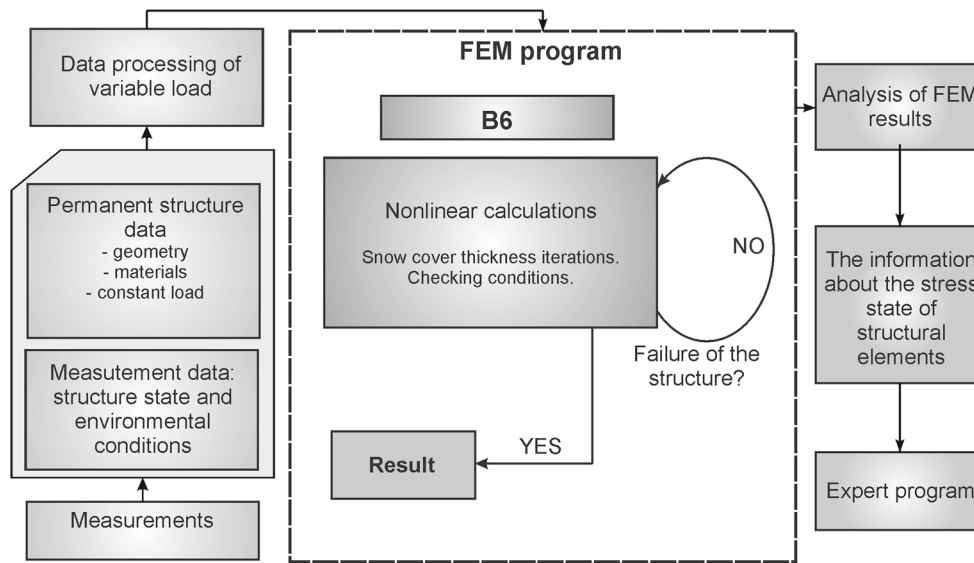 Data processing of
variable load
Permanent structure
data
- geometry
- materials
- constant load
Measutement data:
structure state and
environmental
conditions
Measurements
FEM program
B6
Nonlinear calculations
Snow cover thickness iterations.
Checking conditions.
NO
Failure of the
structure?
YES
Result
Analysis of FEM
results
The information
about the stress
state of
structural
elements
Expert program